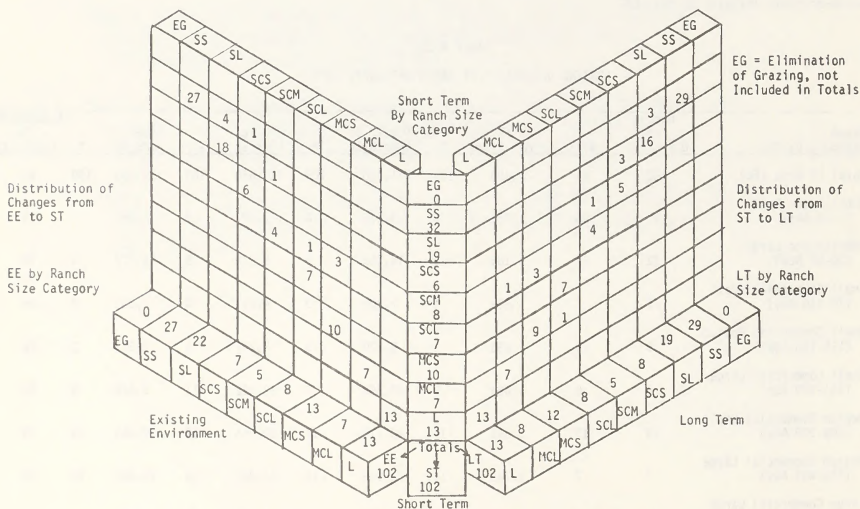 EG
SS
SL
SCS
SCM
SCL
MCS
MCL
L
EG
SS
SL
SCS
SCM
SCL
MCS
MCL
L
Short Term
By Ranch Size
Category
EG = Elimination
of Grazing, not
Included in Totals
27
4
1
18
1
6
4
1
3
7
10
7
13
29
3
16
3
5
1
4
3
1
7
1
9
7
13
Distribution of
Changes from
EE to ST
Distribution of
Changes from
ST to LT
EE by Ranch
Size Category
LT by Ranch
Size Category
EG
0
SS
32
SL
19
SCS
6
SCM
8
SCL
7
MCS
10
MCL
7
L
13
0
27
22
7
5
8
13
7
13
EG
SS
SL
SCS
SCM
SCL
MCS
MCL
L
0
29
19
8
5
8
12
8
13
EG
SS
SL
SCS
SCM
SCL
MCS
MCL
L
Existing
Environment
Long Term
Totals
EE
102
ST
102
LT
102
Short Term